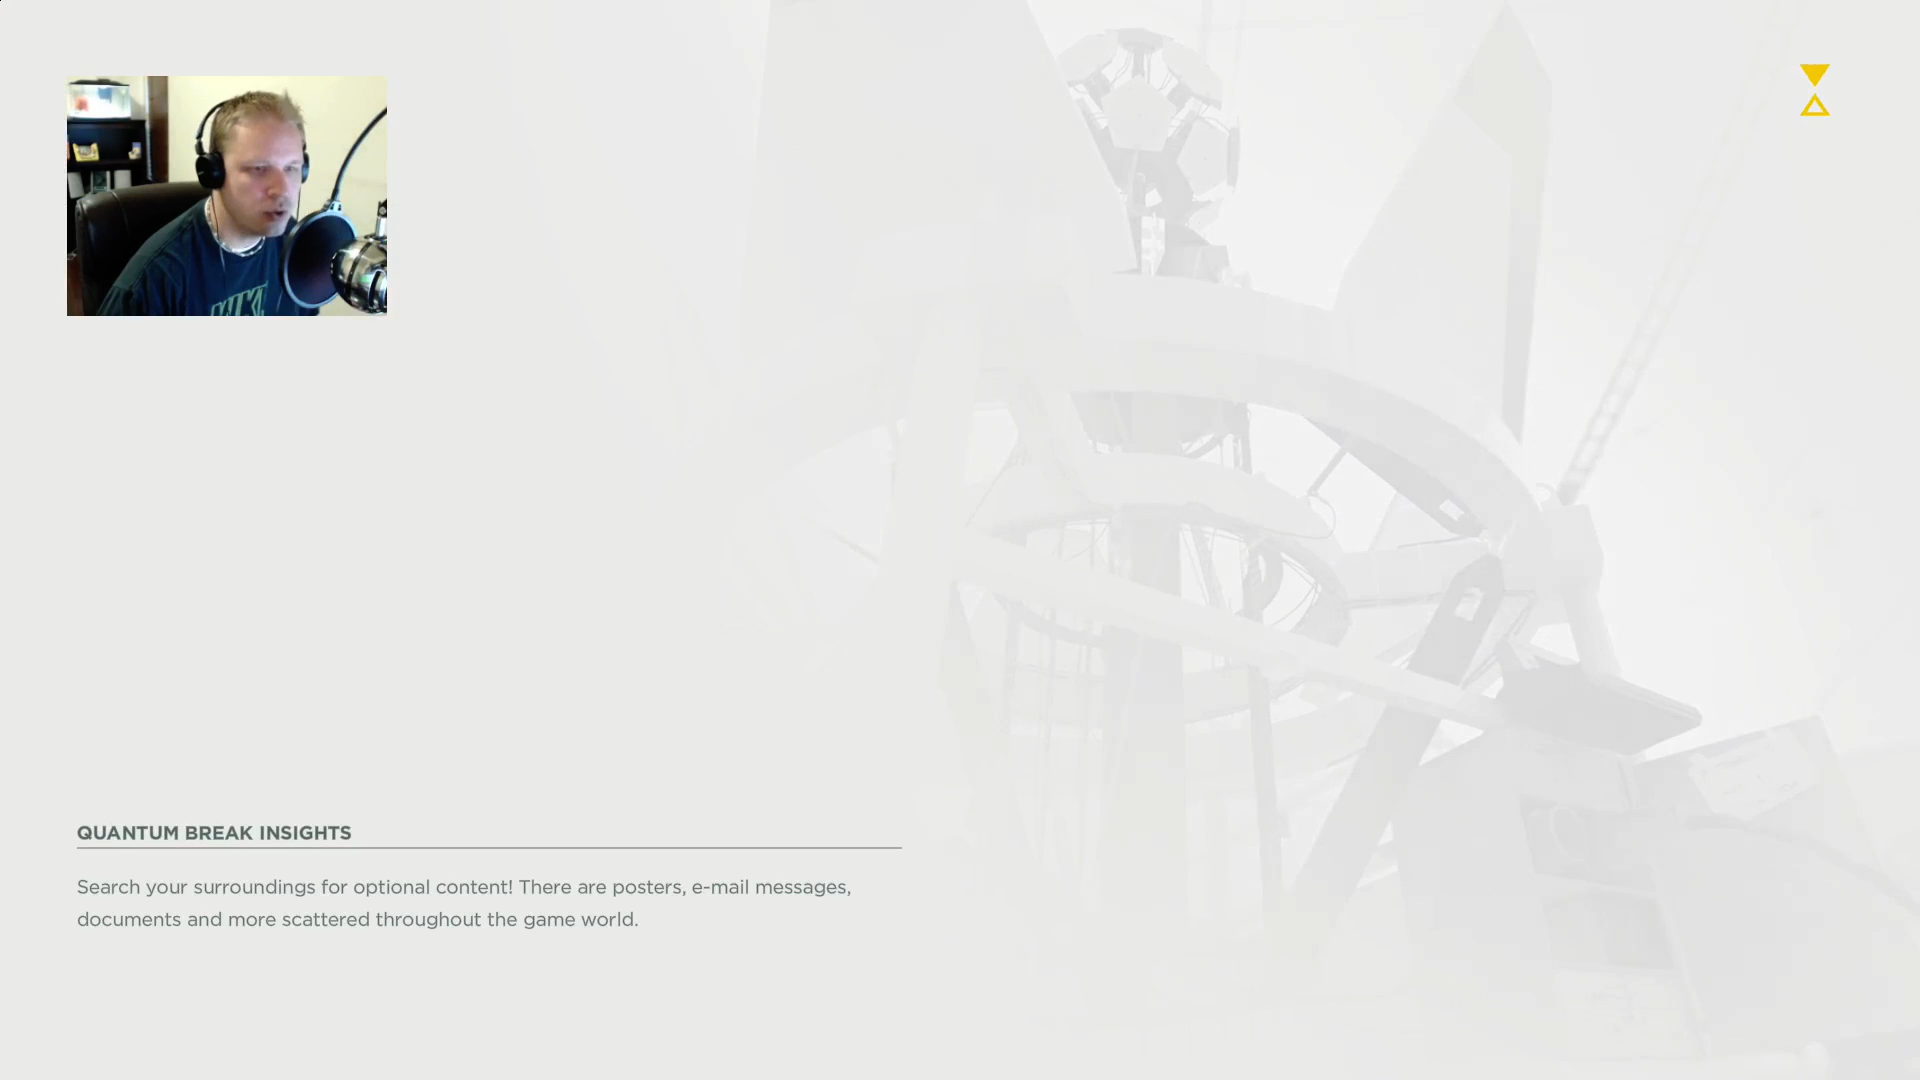 QUANTUM BREAK INSIGHTS
Search your surroundings for optional content! There are posters, e-mail messages,
documents and more scattered throughout the game world.